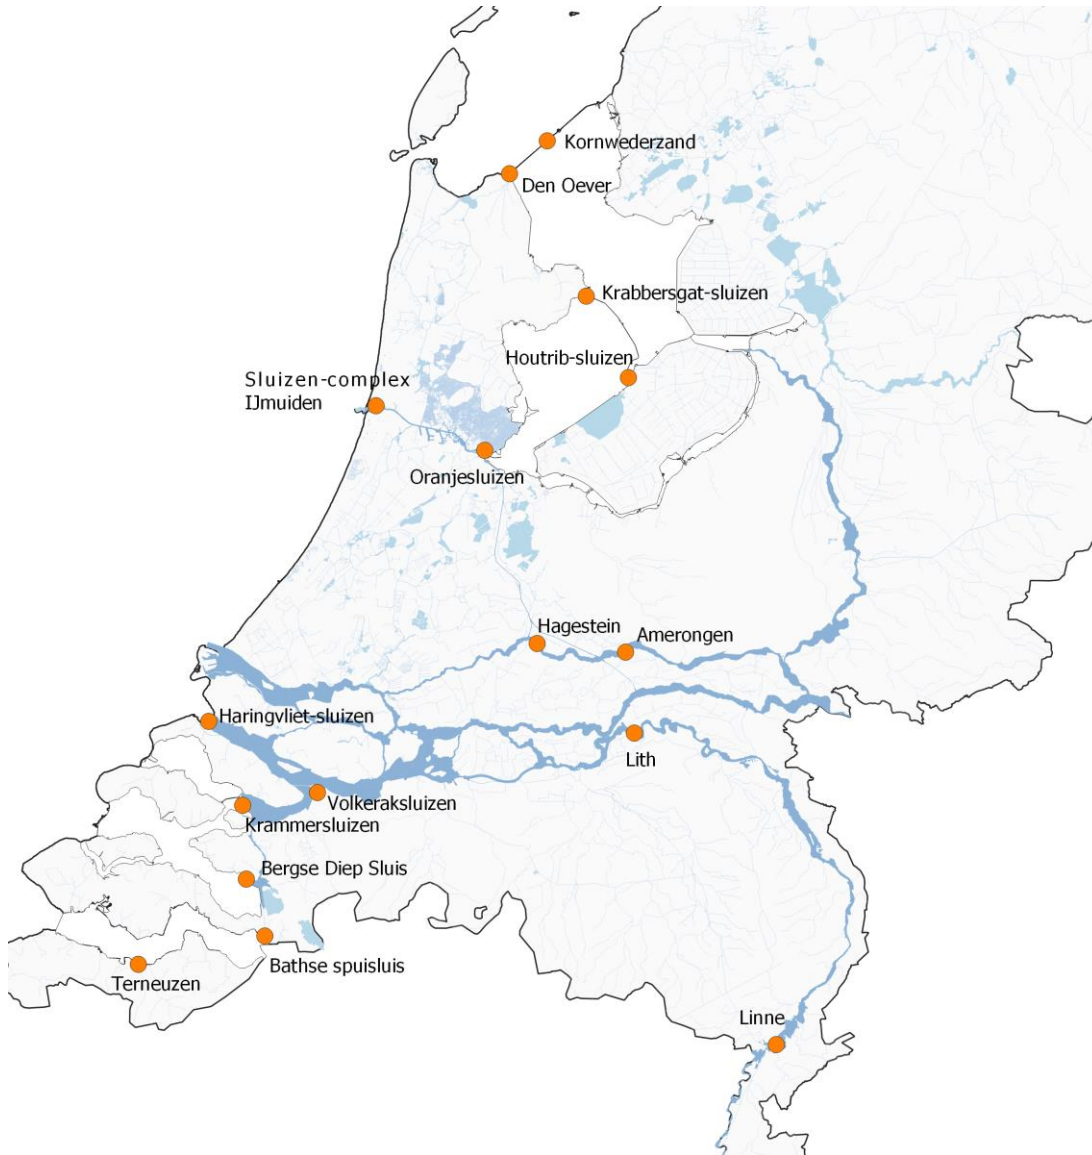 Kornwederzand
Den Oever
Krabbersgat-sluizen
Houtrib-sluizen
Sluizen-complex
IJmuiden
Oranjesluizen
Hagestein
Amerongen
Haringvliet-sluizen
Lith
Volkeraksluizen
Krammersluizen
Bergse Diep Sluis
Bathse spuisluis
Terneuzen
Linne